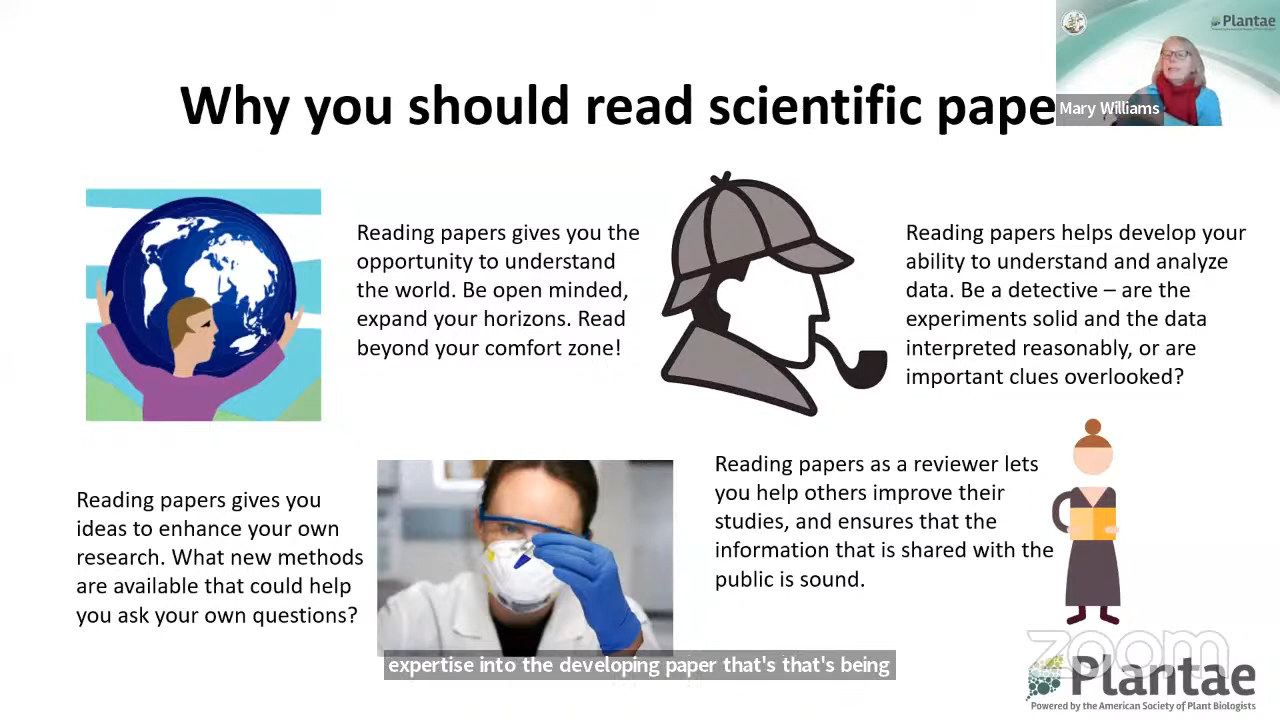 Plantae
Mary Williams
Why you should read scientific pape
Reading papers gives you the
opportunity to understand
the world. Be open minded,
expand your horizons. Read
beyond your comfort zone!
Reading papers helps develop your
ability to understand and analyze
data. Be a detective – are the
experiments solid and the data
interpreted reasonably, or are
important clues overlooked?
Reading papers gives you
ideas to enhance your own
research. What new methods
are available that could help
you ask your own questions?
Reading papers as a reviewer lets
you help others improve their
studies, and ensures that the
information that is shared with the
public is sound.
expertise into the developing paper that's that's being
zoom
Plantae
Powered by the American Society of Plant Biologists